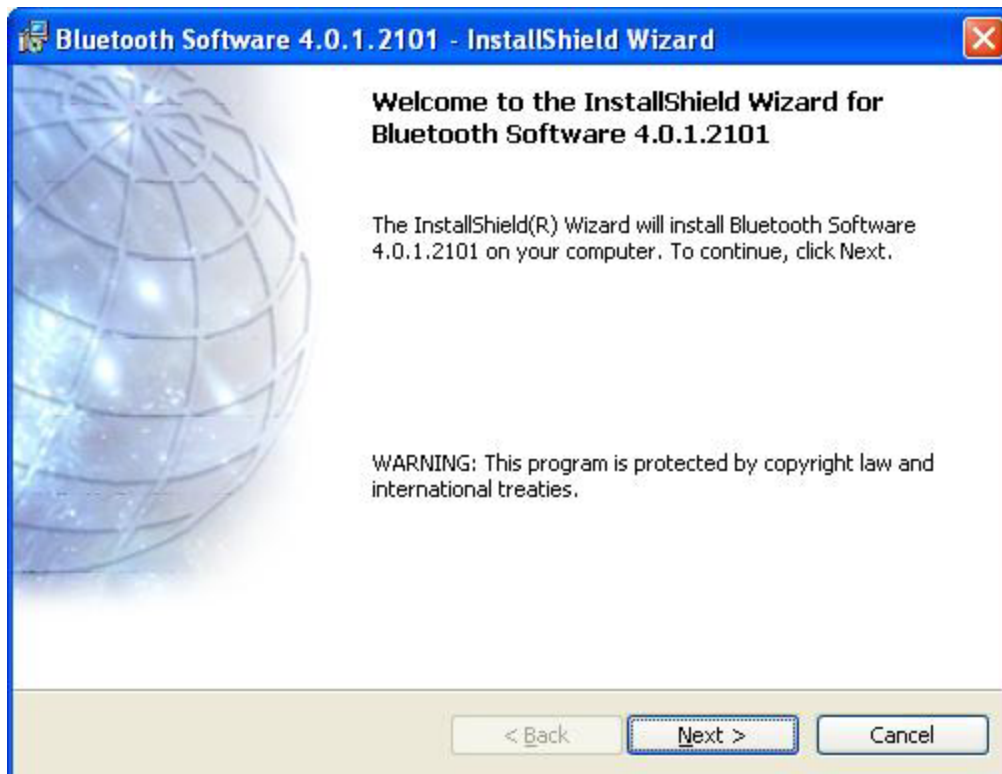 Bluetooth Software 4.0.1.2101 - InstallShield Wizard
Welcome to the InstallShield Wizard for
Bluetooth Software 4.0.1.2101
The InstallShield(R) Wizard will install Bluetooth Software
4.0.1.2101 on your computer. To continue, click Next.
WARNING: This program is protected by copyright law and
international treaties.
< Back
Next >
Cancel